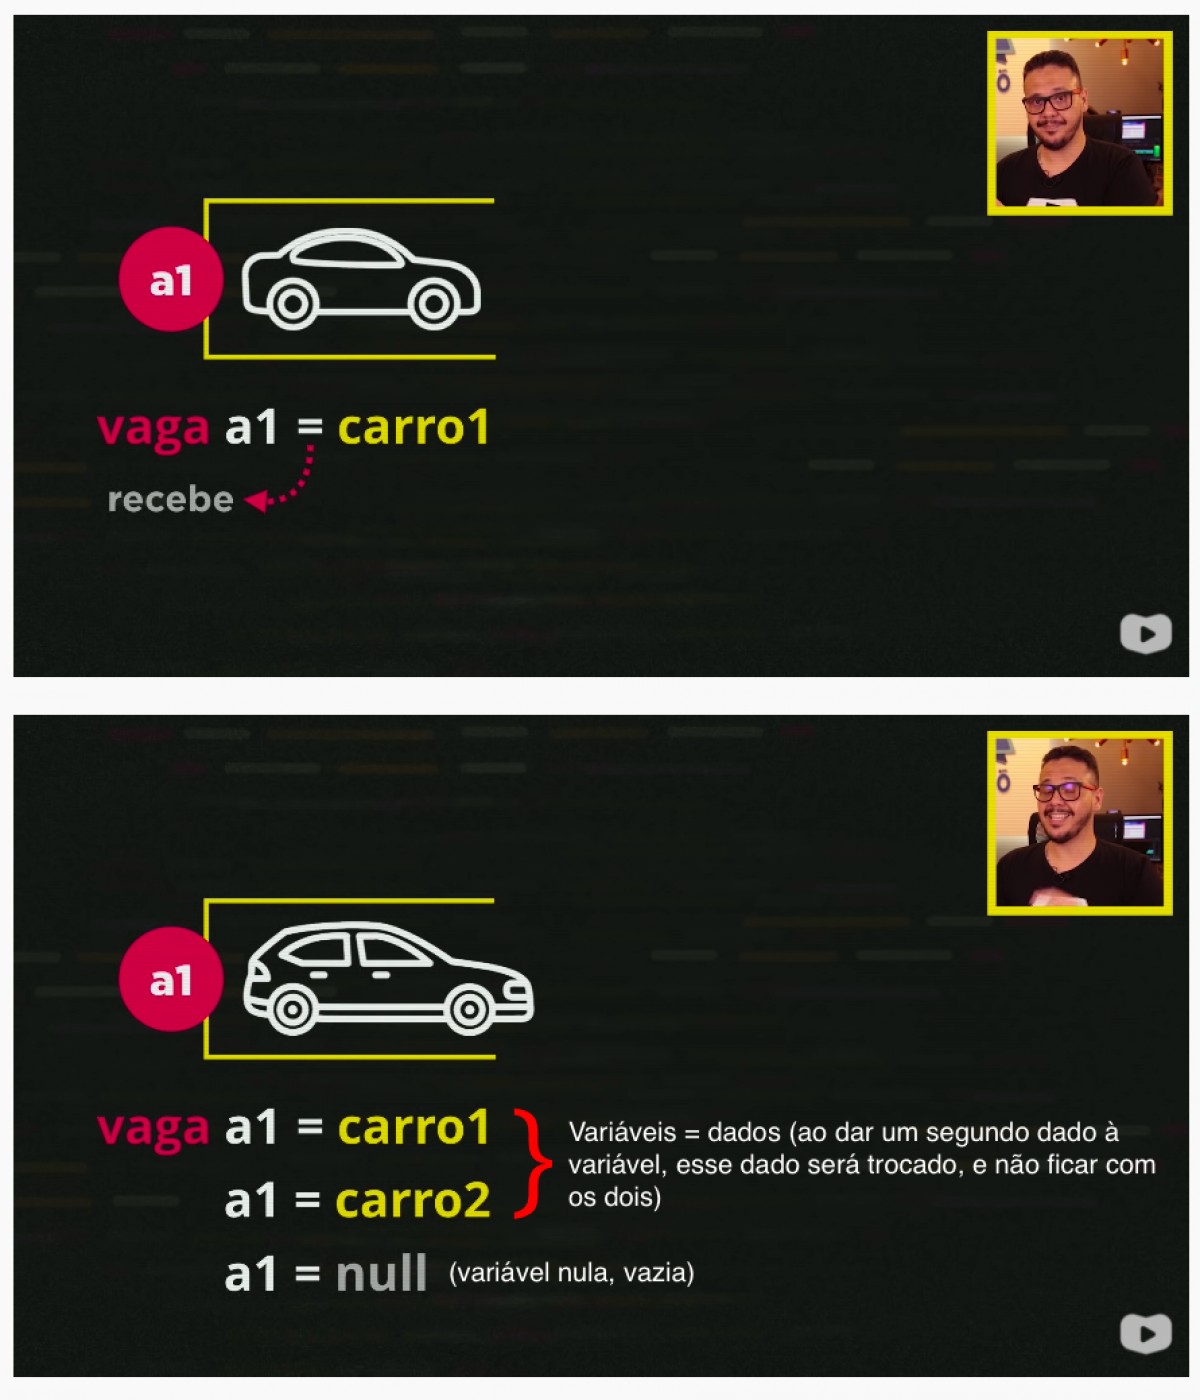 a1
vaga a1 = carro1
recebe
a1
vaga a1 = carro1
a1 = carro2
Variáveis = dados (ao dar um segundo dado à
variável, esse dado será trocado, e não ficar com
os dois)
a1 = null (variável nula, vazia)